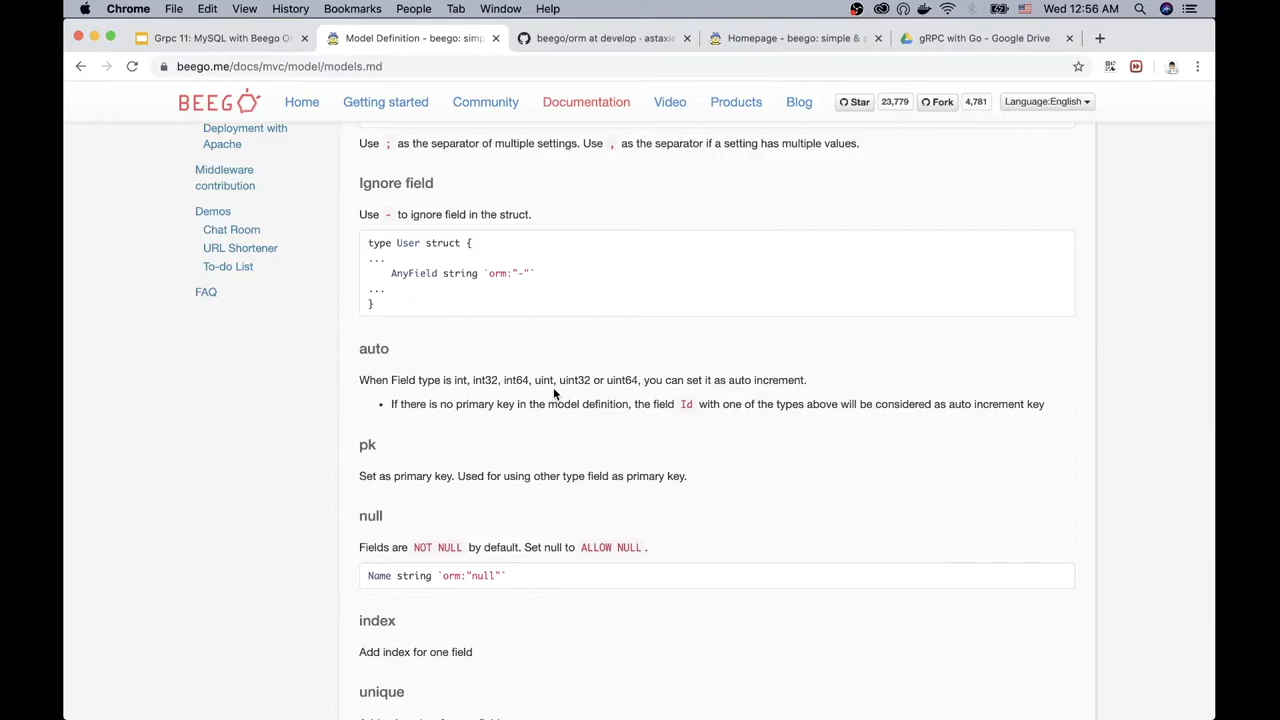 Chrome File Edit View History Bookmarks People Tab Window Help Wed 12:56 AM
Grpc 11: MySQL with Beego O
Model Definition - beego: simp
beego/orm at develop · astaxie
Homepage - beego: simple & p
gRPC with Go - Google Drive
beego.me/docs/mvc/model/models.md
BEEGO Home Getting started Community Documentation Video Products Blog Star 23,779 Fork 4,781 Language:English
Deployment with
Apache
Middleware
contribution
Demos
Chat Room
URL Shortener
To-do List
FAQ
Use ; as the separator of multiple settings. Use , as the separator if a setting has multiple values.
Ignore field
Use - to ignore field in the struct.
type User struct {
...
AnyField string `orm:"-"`
...
}
auto
When Field type is int, int32, int64, uint, uint32 or uint64, you can set it as auto increment.
• If there is no primary key in the model definition, the field Id with one of the types above will be considered as auto increment key
pk
Set as primary key. Used for using other type field as primary key.
null
Fields are NOT NULL by default. Set null to ALLOW NULL .
Name string `orm:"null"`
index
Add index for one field
unique